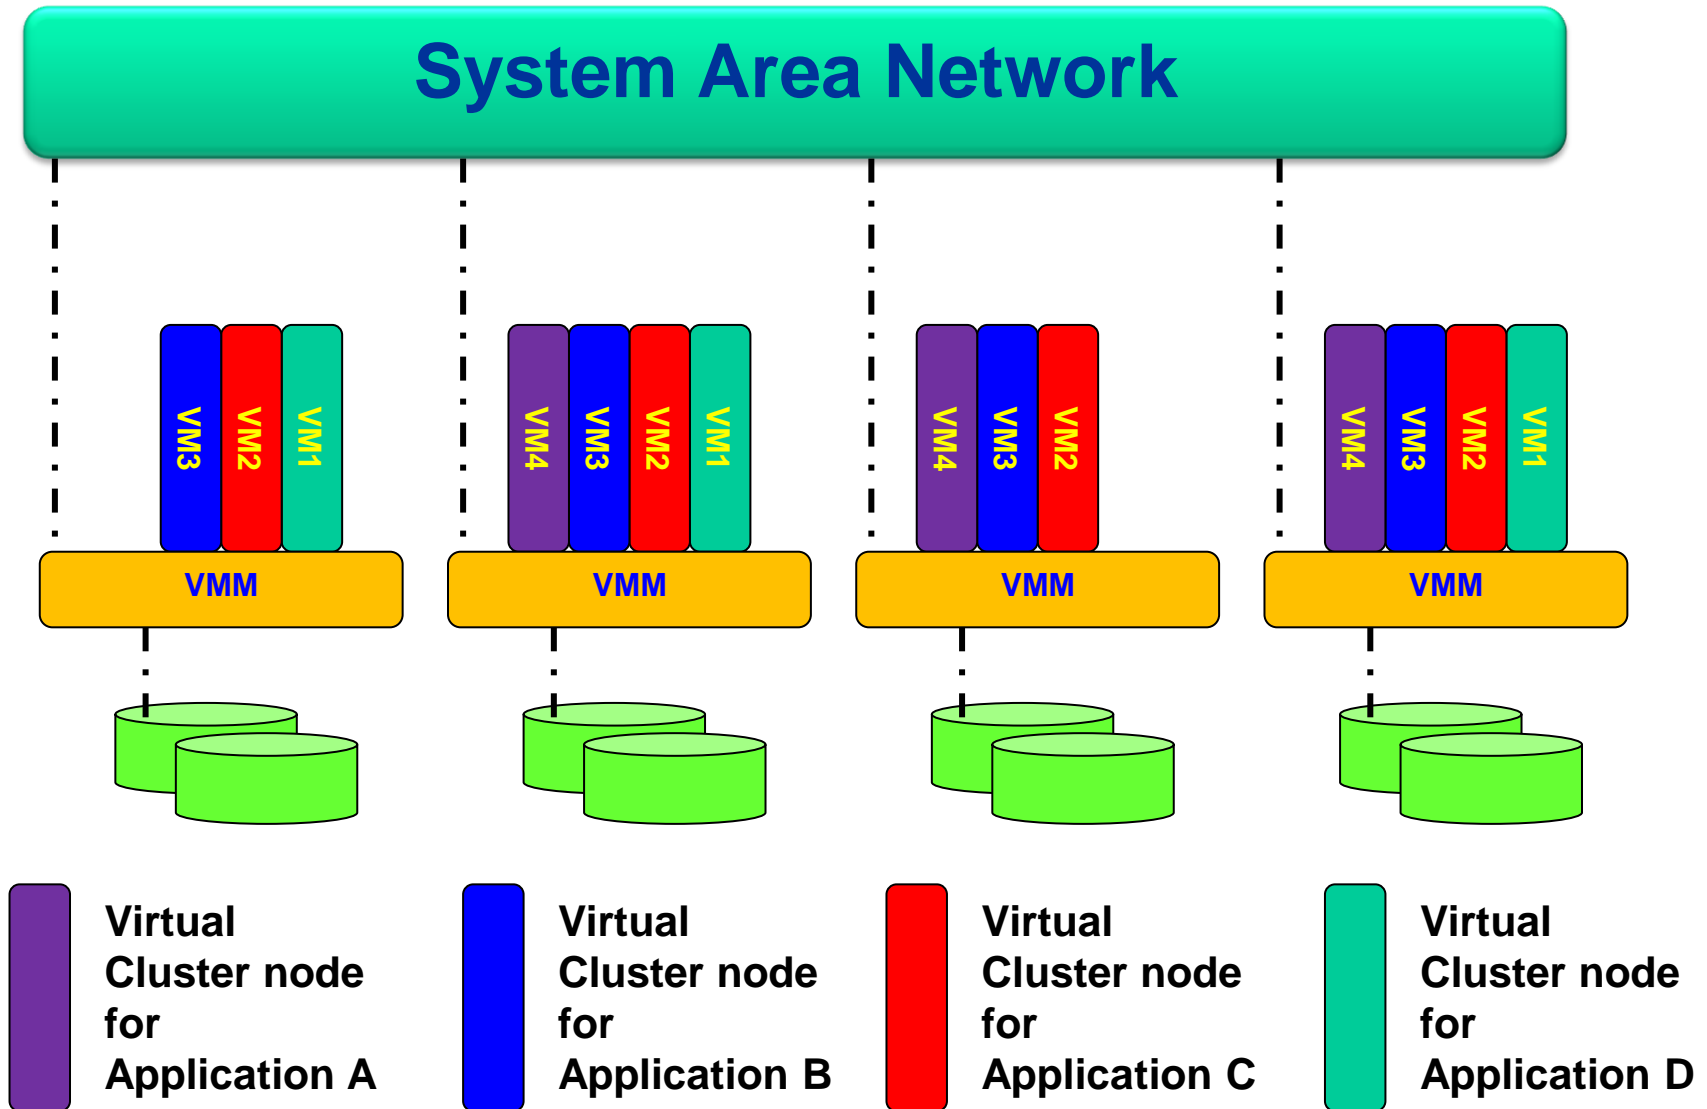 System Area Network
VM3
VM2
VM1
VM4
VM3
VM2
VM1
VM4
VM3
VM2
VM4
VM3
VM2
VM1
VMM
VMM
VMM
VMM
Virtual
Cluster node
for
Application A
Virtual
Cluster node
for
Application B
Virtual
Cluster node
for
Application C
Virtual
Cluster node
for
Application D